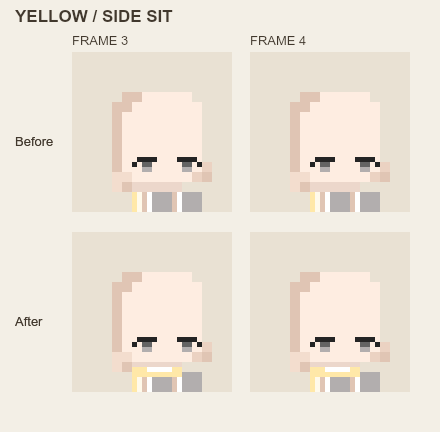 YELLOW / SIDE SIT
FRAME 3
FRAME 4
Before
After